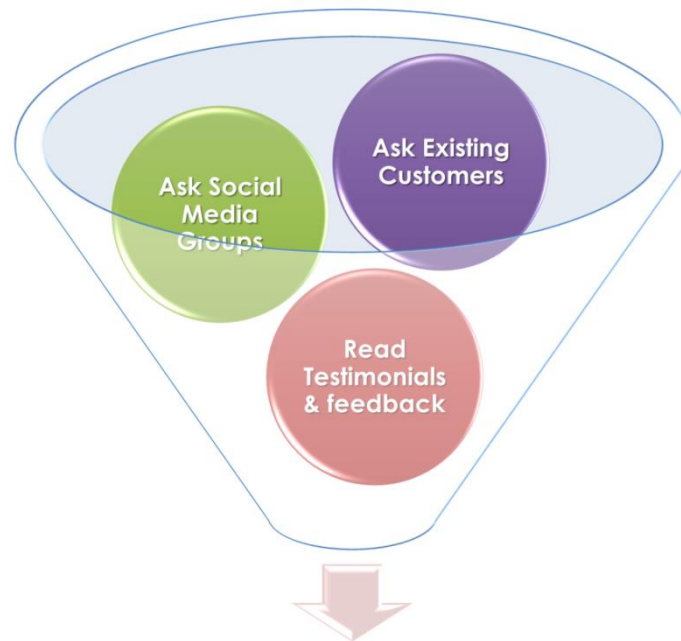 Ask Existing
Customers
Ask Social
Media
Groups
Read
Testimonials
& feedback